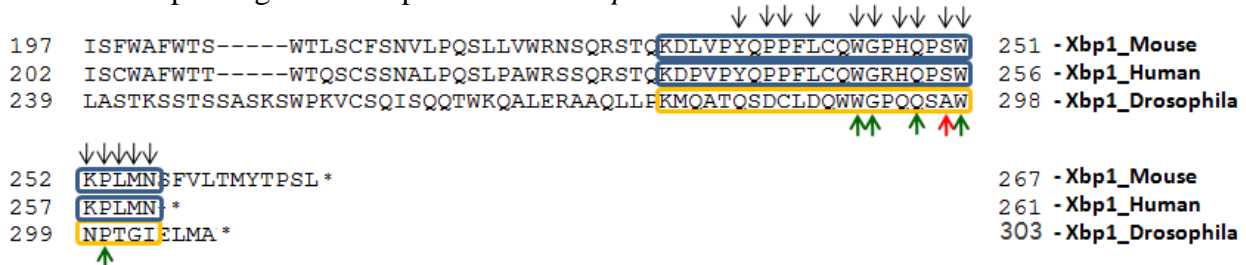 197 ISFWAFWTS-----WTLSCFSNVLPQSLLVWRNSQRSTQKDLVPYQPPFLCQWGPHQPSW 251 - Xbp1_Mouse
202 ISCWAFWTT-----WTQSCSSNALPQSLPAWRSSQRSTQKDPVPYQPPFLCQWGRHQPSW 256 - Xbp1_Human
239 LASTKSSTSSASKSWPKVCSQISQQTWKQALERAAQLLPKMQATQSDCLDQWWGPQQSAW 298 - Xbp1_Drosophila
252 KPLMNSFVLTMYTPSL* 267 - Xbp1_Mouse
257 KPLMN-* 261 - Xbp1_Human
299 NPTGIELMA* 303 - Xbp1_Drosophila